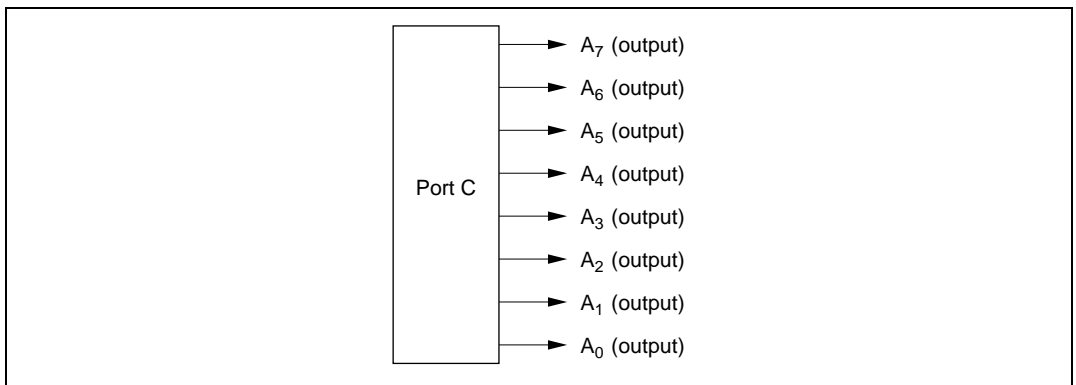 A7 (output)
A6 (output)
A5 (output)
A4 (output)
Port C
A3 (output)
A2 (output)
A1 (output)
A0 (output)